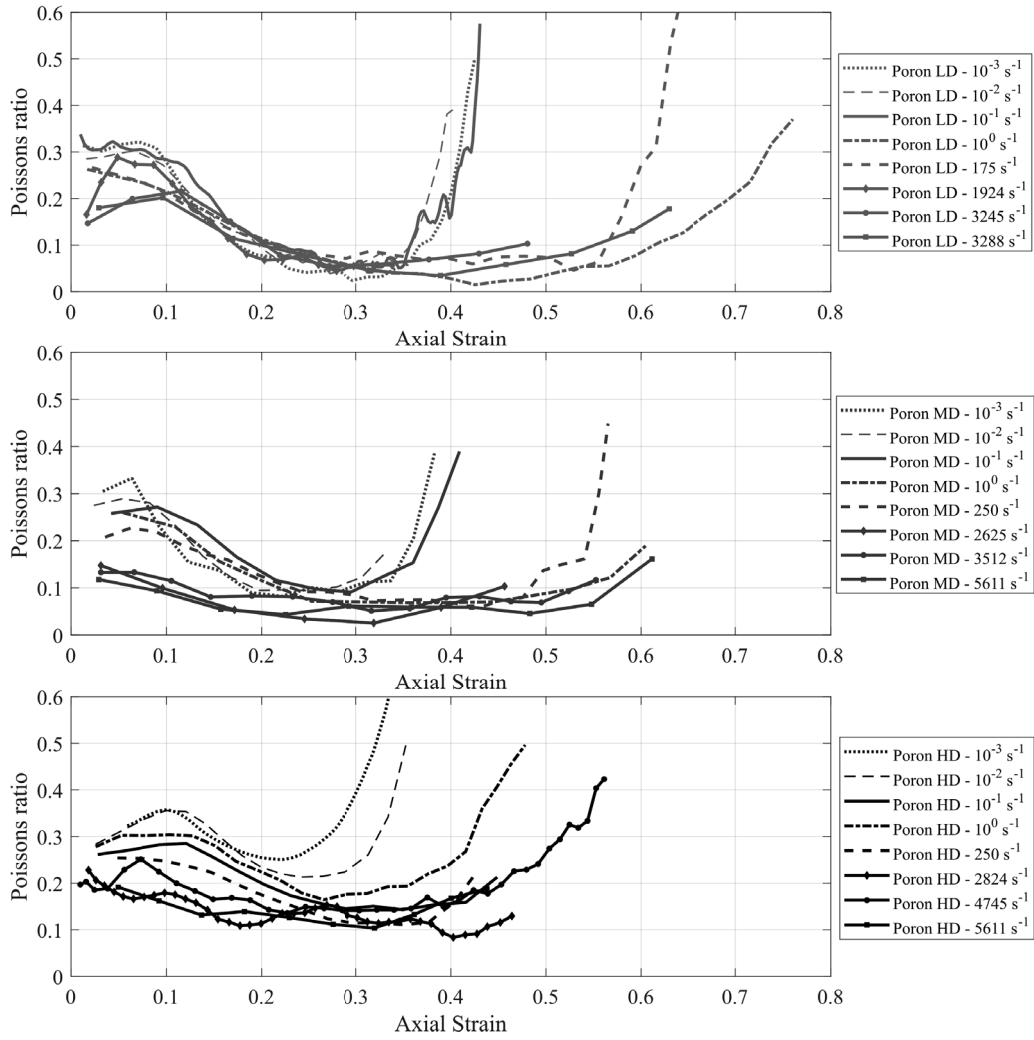 0.6
0.5
0.4
0.3
0.2
0.1
0
Poissons ratio
0 0.1 0.2 0.3 0.4 0.5 0.6 0.7 0.8
Axial Strain
Poron LD - 10⁻³ s⁻¹
Poron LD - 10⁻² s⁻¹
Poron LD - 10⁻¹ s⁻¹
Poron LD - 10⁰ s⁻¹
Poron LD - 175 s⁻¹
Poron LD - 1924 s⁻¹
Poron LD - 3245 s⁻¹
Poron LD - 3288 s⁻¹
0.6
0.5
0.4
0.3
0.2
0.1
0
Poissons ratio
0 0.1 0.2 0.3 0.4 0.5 0.6 0.7 0.8
Axial Strain
Poron MD - 10⁻³ s⁻¹
Poron MD - 10⁻² s⁻¹
Poron MD - 10⁻¹ s⁻¹
Poron MD - 10⁰ s⁻¹
Poron MD - 250 s⁻¹
Poron MD - 2625 s⁻¹
Poron MD - 3512 s⁻¹
Poron MD - 5611 s⁻¹
0.6
0.5
0.4
0.3
0.2
0.1
0
Poissons ratio
0 0.1 0.2 0.3 0.4 0.5 0.6 0.7 0.8
Axial Strain
Poron HD - 10⁻³ s⁻¹
Poron HD - 10⁻² s⁻¹
Poron HD - 10⁻¹ s⁻¹
Poron HD - 10⁰ s⁻¹
Poron HD - 250 s⁻¹
Poron HD - 2824 s⁻¹
Poron HD - 4745 s⁻¹
Poron HD - 5611 s⁻¹